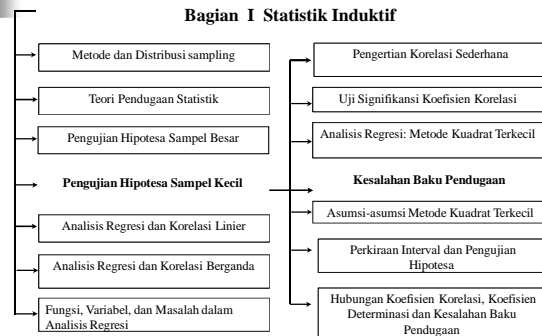 Bagian I Statistik Induktif
Metode dan Distribusi sampling
Teori Pendugaan Statistik
Pengujian Hipotesa Sampel Besar
Pengujian Hipotesa Sampel Kecil
Analisis Regresi dan Korelasi Linier
Analisis Regresi dan Korelasi Berganda
Fungsi, Variabel, dan Masalah dalam
Analisis Regresi
Pengertian Korelasi Sederhana
Uji Signifikansi Koefisien Korelasi
Analisis Regresi: Metode Kuadrat Terkecil
Kesalahan Baku Pendugaan
Asumsi-asumsi Metode Kuadrat Terkecil
Perkiraan Interval dan Pengujian
Hipotesa
Hubungan Koefisien Korelasi, Koefisien
Determinasi dan Kesalahan Baku
Pendugaan